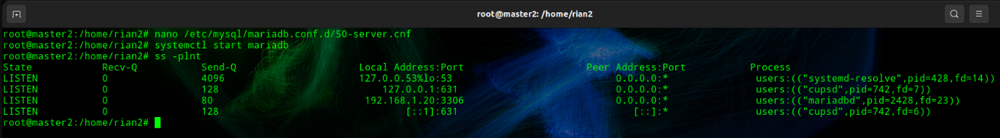 root@master2: /home/rian2
root@master2:/home/rian2# nano /etc/mysql/mariadb.conf.d/50-server.cnf
root@master2:/home/rian2# systemctl start mariadb
root@master2:/home/rian2# ss -plnt
State Recv-Q Send-Q Local Address:Port Peer Address:Port Process
LISTEN 0 4096 127.0.0.53%lo:53 0.0.0.0:* users:(("systemd-resolve",pid=428,fd=14))
LISTEN 0 128 127.0.0.1:631 0.0.0.0:* users:(("cupsd",pid=742,fd=7))
LISTEN 0 80 192.168.1.20:3306 0.0.0.0:* users:(("mariadbd",pid=2428,fd=23))
LISTEN 0 128 [::1]:631 [::]:* users:(("cupsd",pid=742,fd=6))
root@master2:/home/rian2#